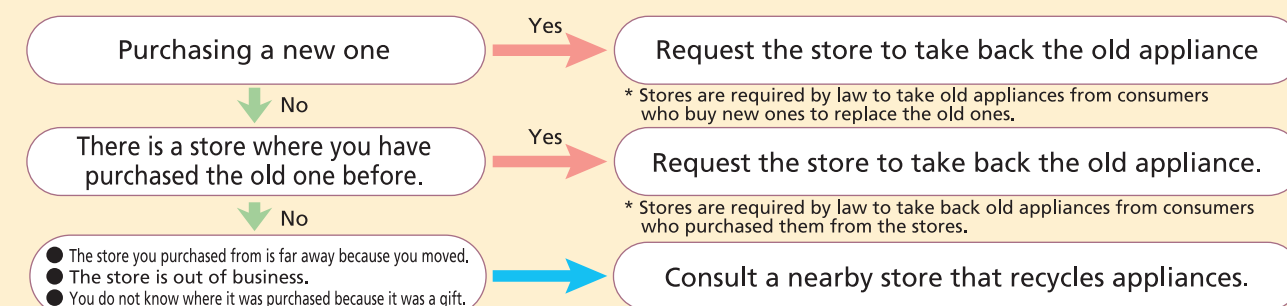 Purchasing a new one
Yes
Request the store to take back the old appliance
* Stores are required by law to take old appliances from consumers
who buy new ones to replace the old ones.
No
There is a store where you have
purchased the old one before.
Yes
Request the store to take back the old appliance.
* Stores are required by law to take back old appliances from consumers
who purchased them from the stores.
No
● The store you purchased from is far away because you moved.
● The store is out of business.
● You do not know where it was purchased because it was a gift.
Consult a nearby store that recycles appliances.